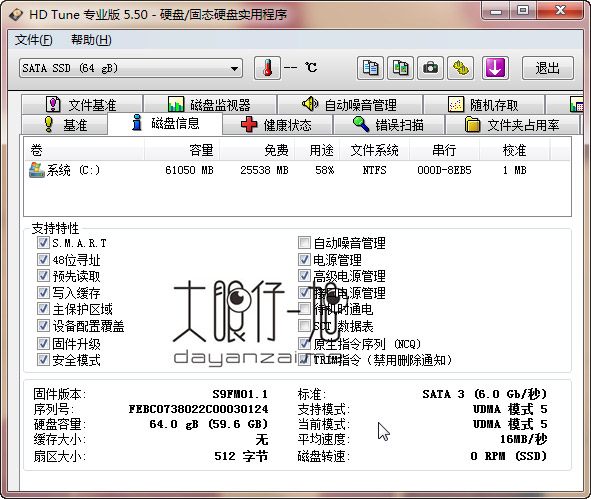 HD Tune 专业版 5.50 - 硬盘/固态硬盘实用程序
文件(F) 帮助(H)
SATA SSD (64 gB) -- ℃ 退出
文件基准 磁盘监视器 自动噪音管理 随机存取
基准 磁盘信息 健康状态 错误扫描 文件夹占用率
卷 容量 免费 用途 文件系统 串行 校准
系统 (C:) 61050 MB 25538 MB 58% NTFS 000D-8EB5 1 MB
支持特性
S.M.A.R.T 自动噪音管理
48位寻址 电源管理
预先读取 高级电源管理
写入缓存 接口电源管理
主保护区域 待机时通电
设备配置覆盖 SCT 数据表
固件升级 原生指令序列 (NCQ)
安全模式 TRIM指令 (禁用删除通知)
大眼仔~旭
dayanzai.me
固件版本: S9FM01.1 标准: SATA 3 (6.0 Gb/秒)
序列号: FEBC0738022C00030124 支持模式: UDMA 模式 5
硬盘容量: 64.0 gB (59.6 GB) 当前模式: UDMA 模式 5
缓存大小: 无 平均速度: 16MB/秒
扇区大小: 512 字节 磁盘转速: 0 RPM (SSD)